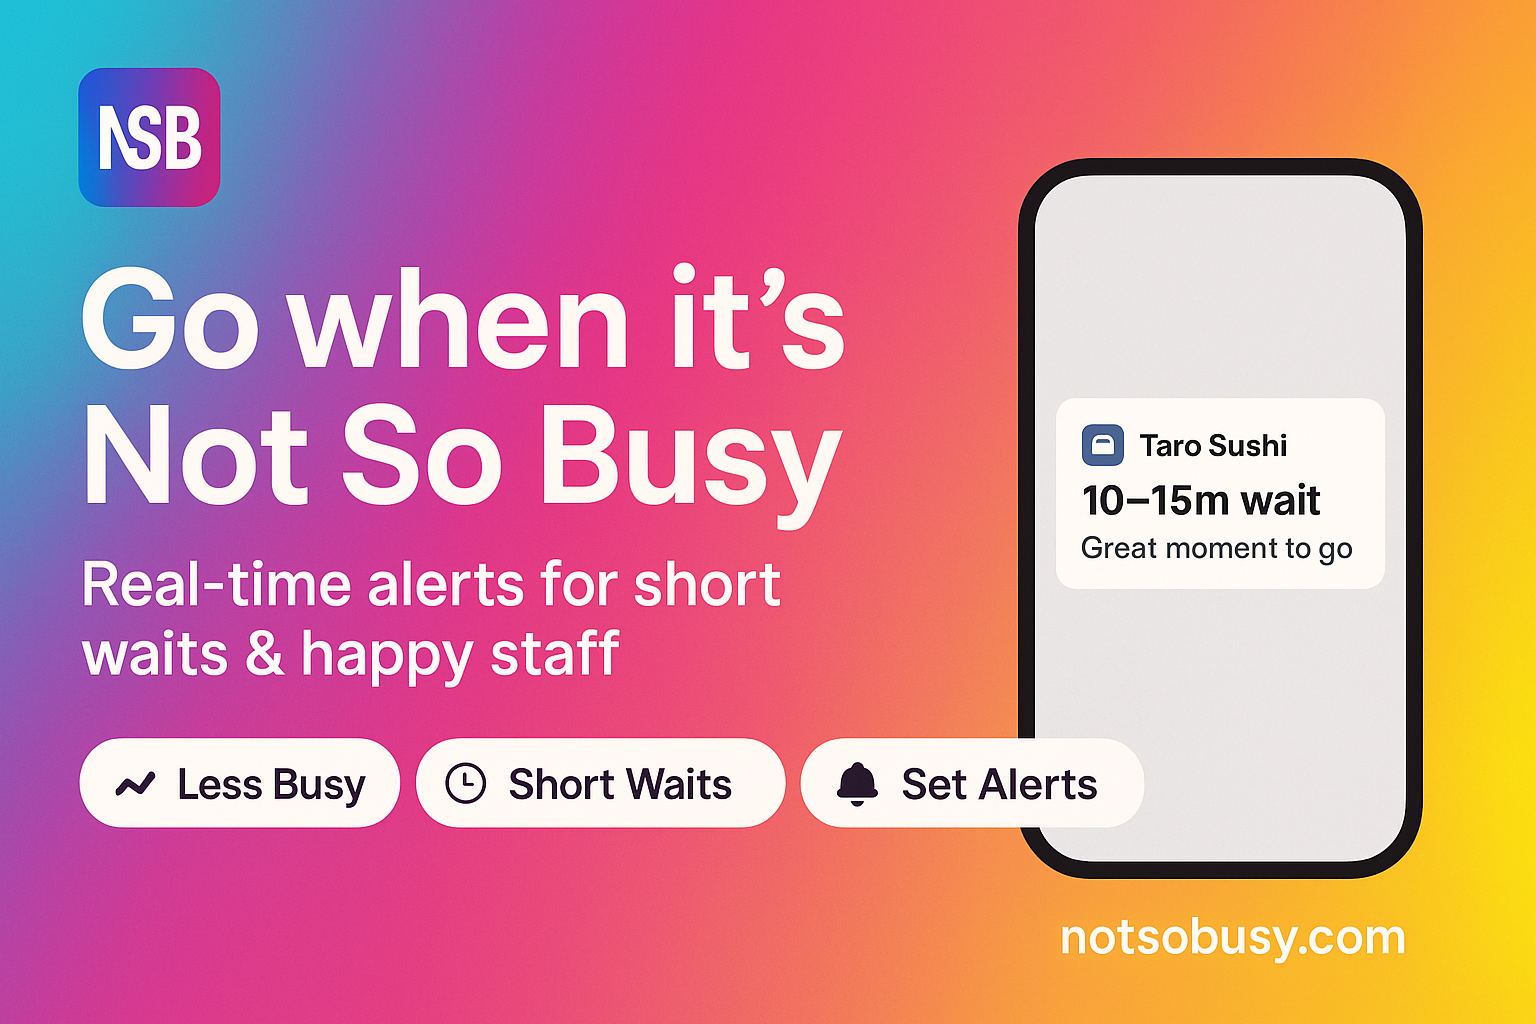 NSB
Go when it’s
Not So Busy
Real-time alerts for short
waits & happy staff
Less Busy
Short Waits
Set Alerts
Taro Sushi
10–15m wait
Great moment to go
notsobusy.com